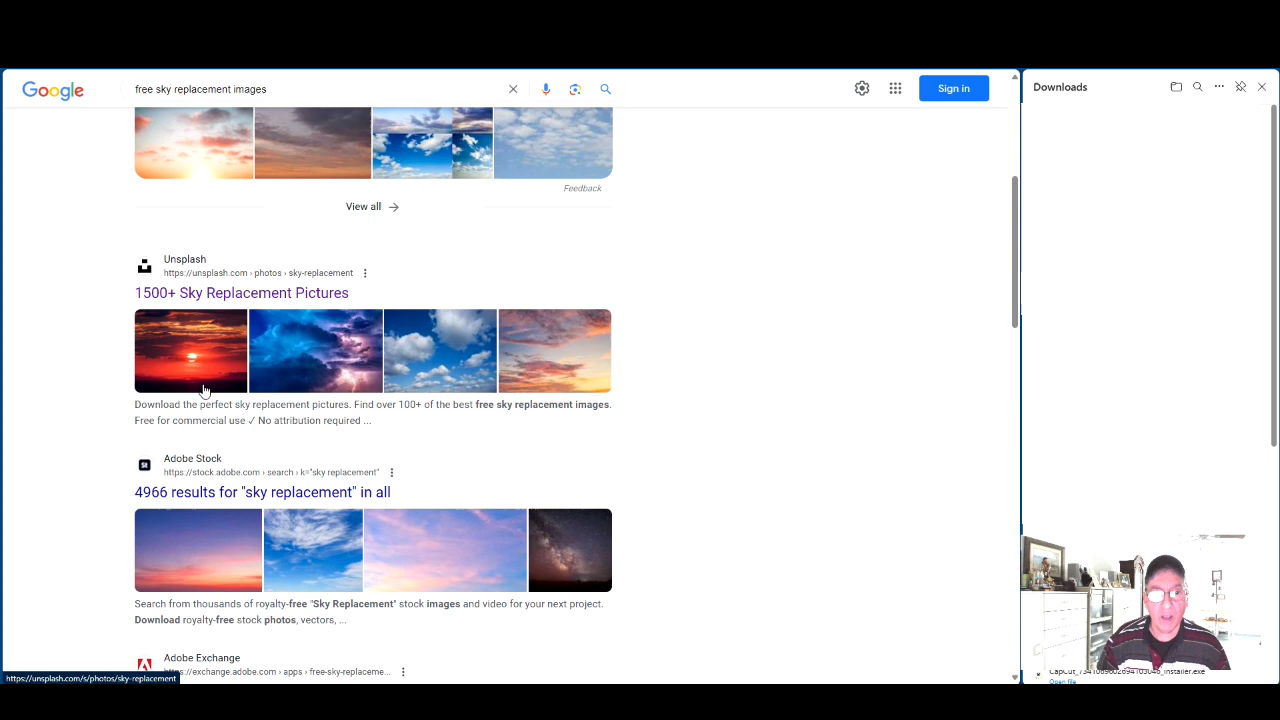 Google
free sky replacement images
Sign in
Downloads
Feedback
View all
Unsplash
https://unsplash.com › photos › sky-replacement
1500+ Sky Replacement Pictures
Download the perfect sky replacement pictures. Find over 100+ of the best free sky replacement images.
Free for commercial use ✓ No attribution required ...
Adobe Stock
https://stock.adobe.com › search › k="sky replacement"
4966 results for "sky replacement" in all
St
Search from thousands of royalty-free "Sky Replacement" stock images and video for your next project.
Download royalty-free stock photos, vectors, ...
Adobe Exchange
https://exchange.adobe.com › apps › free-sky-replaceme...
https://unsplash.com/s/photos/sky-replacement
Open file